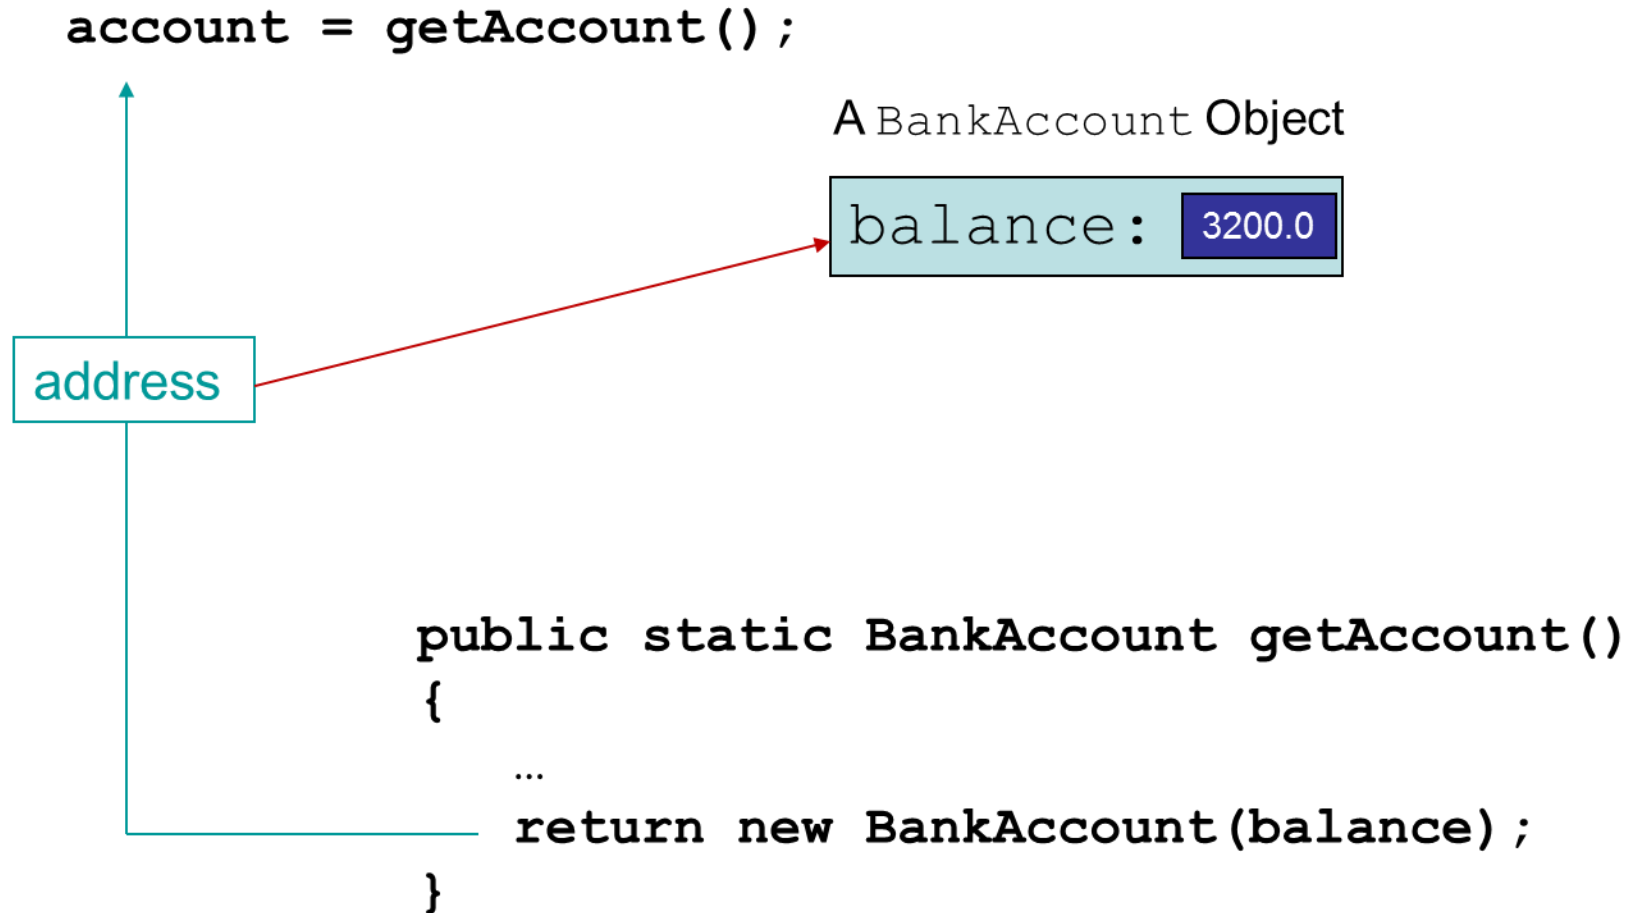 account = getAccount();
A BankAccount Object
balance: 3200.0
address
public static BankAccount getAccount()
{
…
return new BankAccount(balance);
}